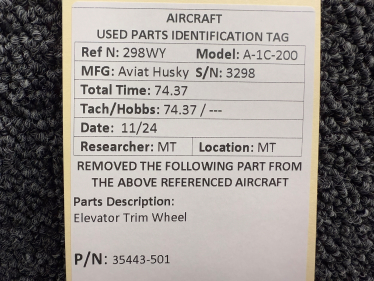 AIRCRAFT
USED PARTS IDENTIFICATION TAG
Ref N: 298WY Model: A-1C-200
MFG: Aviat Husky S/N: 3298
Total Time: 74.37
Tach/Hobbs: 74.37 / ---
Date: 11/24
Researcher: MT Location: MT
REMOVED THE FOLLOWING PART FROM
THE ABOVE REFERENCED AIRCRAFT
Parts Description:
Elevator Trim Wheel
P/N: 35443-501